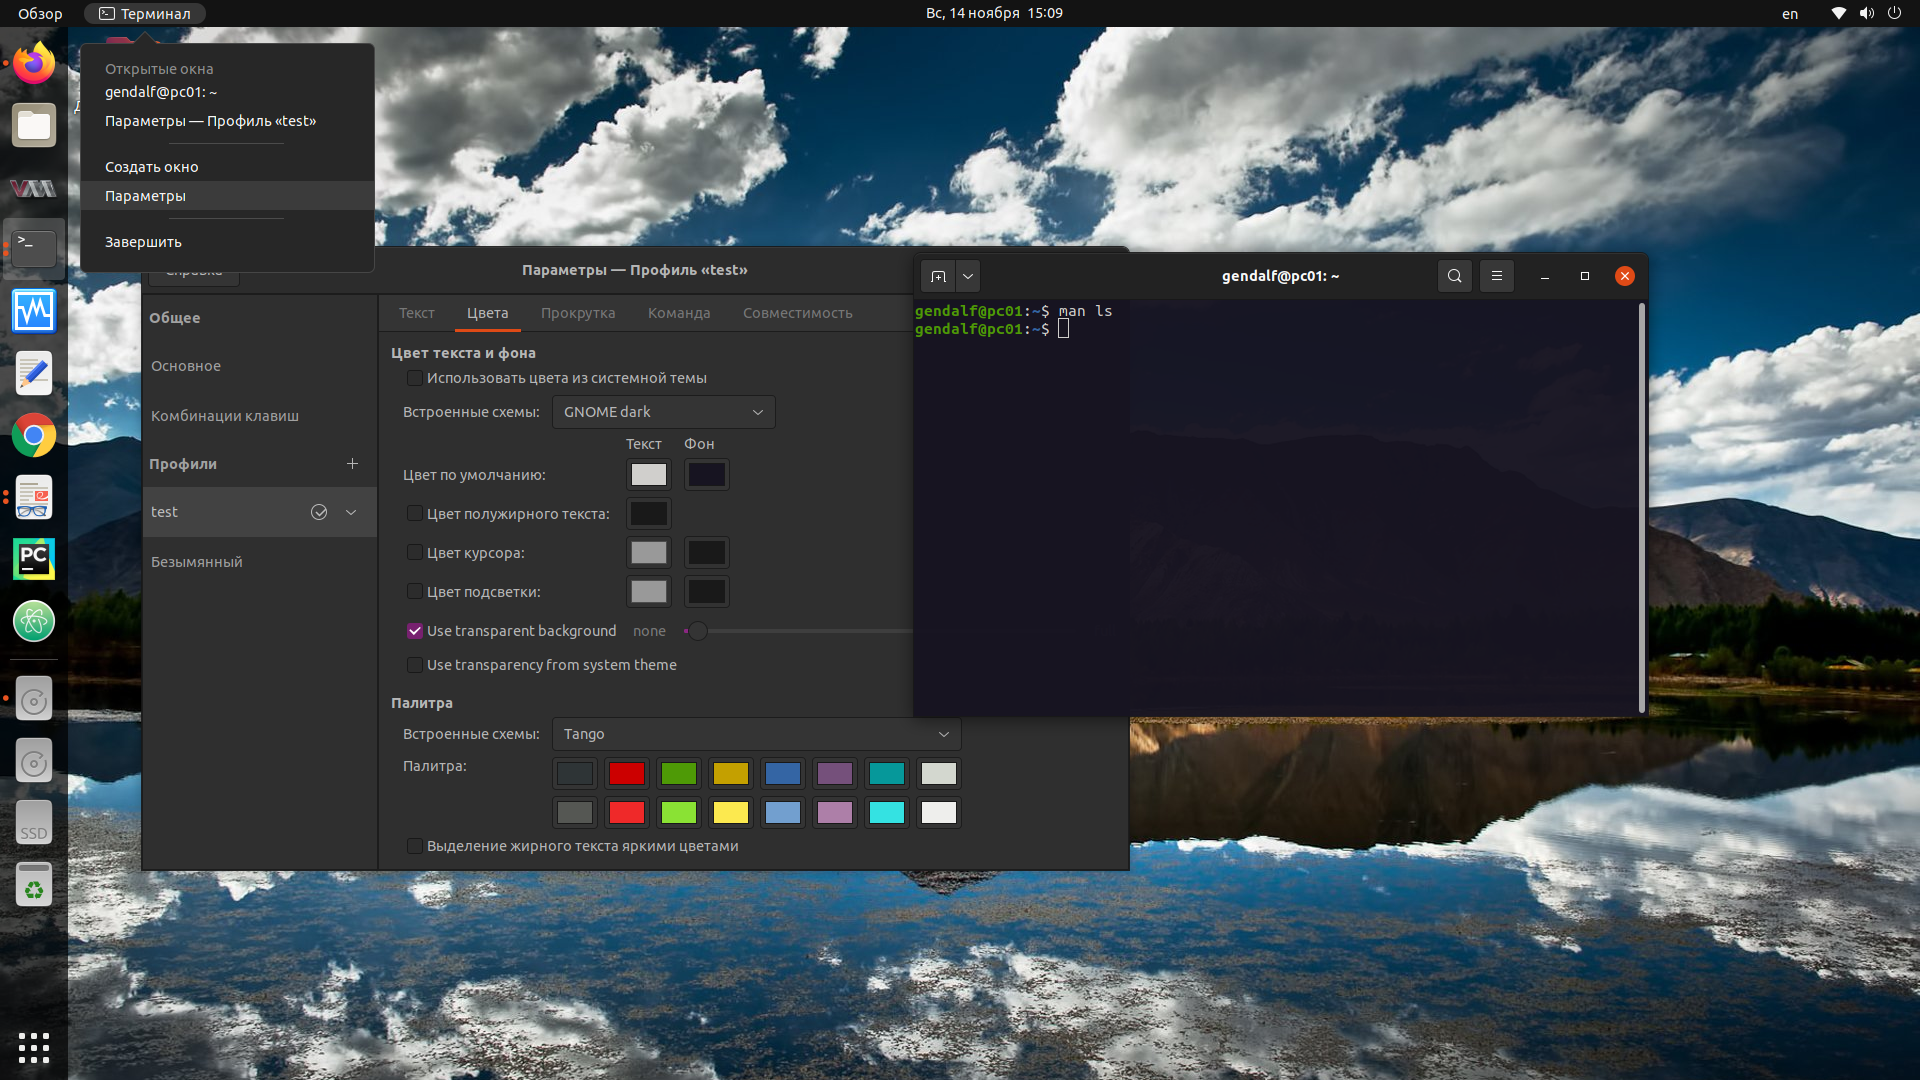 Обзор
Терминал
Вс, 14 ноября 15:09
en
Открытые окна
gendalf@pc01: ~
Параметры — Профиль «test»
Создать окно
Параметры
Завершить
Параметры — Профиль «test»
Общее
Основное
Комбинации клавиш
Профили
test
Безымянный
Текст
Цвета
Прокрутка
Команда
Совместимость
Цвет текста и фона
Использовать цвета из системной темы
Встроенные схемы: GNOME dark
Текст Фон
Цвет по умолчанию:
Цвет полужирного текста:
Цвет курсора:
Цвет подсветки:
Use transparent background none
Use transparency from system theme
Палитра
Встроенные схемы: Tango
Палитра:
Выделение жирного текста яркими цветами
gendalf@pc01: ~
gendalf@pc01:~$ man ls
gendalf@pc01:~$
VM
>_
PC
SSD